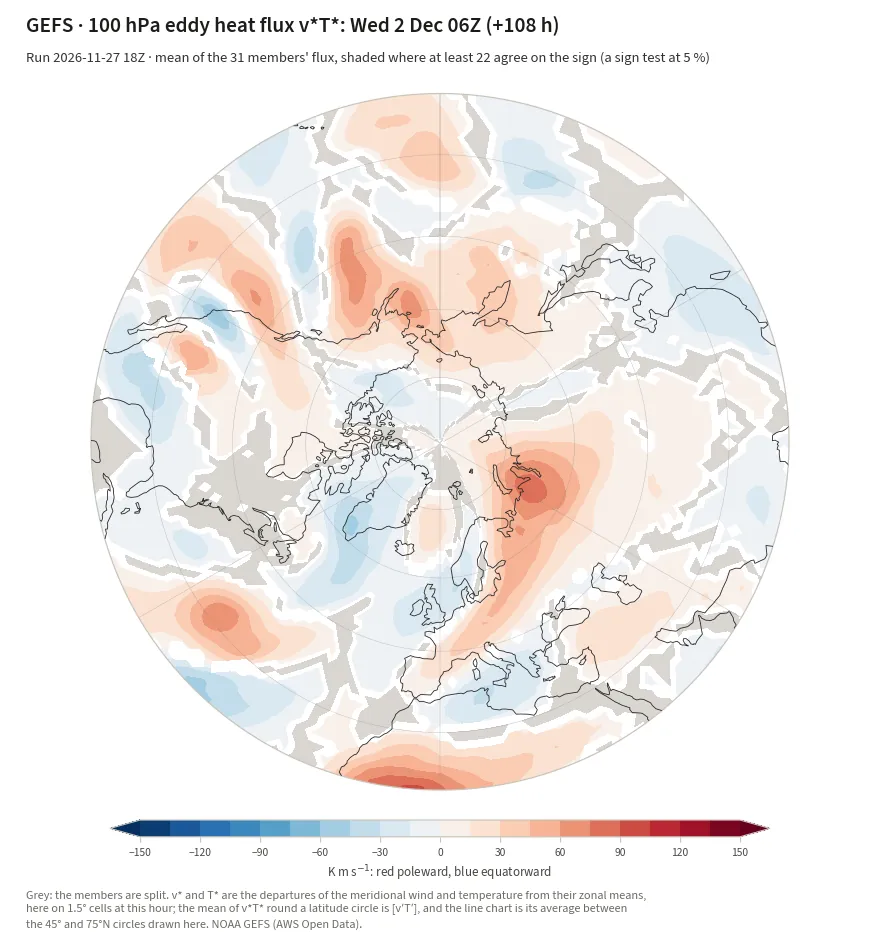 GEFS · 100 hPa eddy heat flux v*T*: Wed 2 Dec 06Z (+108 h)
Run 2026-11-27 18Z · mean of the 31 members' flux, shaded where at least 22 agree on the sign (a sign test at 5 %)
−150 −120 −90 −60 −30 0 30 60 90 120 150
K m s⁻¹: red poleward, blue equatorward
Grey: the members are split. v* and T* are the departures of the meridional wind and temperature from their zonal means,
here on 1.5° cells at this hour; the mean of v*T* round a latitude circle is [v'T'], and the line chart is its average between
the 45° and 75°N circles drawn here. NOAA GEFS (AWS Open Data).